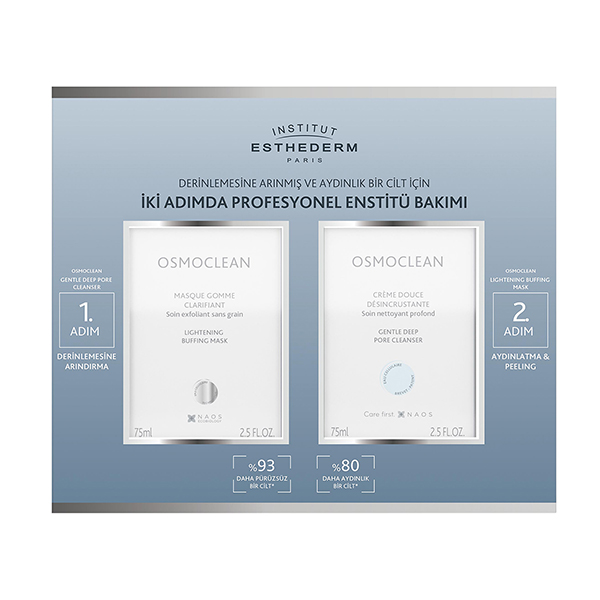 INSTITUT
ESTHEDERM
PARIS
DERİNLEMESİNE ARINMIŞ VE AYDINLIK BİR CİLT İÇİN
İKİ ADIMDA PROFESYONEL ENSTİTÜ BAKIMI
OSMOCLEAN
GENTLE DEEP PORE
CLEANSER
1.
ADIM
DERİNLEMESİNE
ARINDIRMA
OSMOCLEAN
MASQUE GOMME
CLARIFIANT
Soin exfoliant sans grain
LIGHTENING
BUFFING MASK
NAOS
75ml
2.5 FL.OZ.
OSMOCLEAN
CRÈME DOUCE
DÉSINCRUSTANTE
Soin nettoyant profond
GENTLE DEEP
PORE CLEANSER
Care first.
NAOS
75ml
2.5 FL.OZ.
OSMOCLEAN
LIGHTENING BUFFING
MASK
2.
ADIM
AYDINLATMA &
PEELING
%93
DAHA PÜRÜZSÜZ
BİR CİLT*
%80
DAHA AYDINLIK
BİR CİLT*